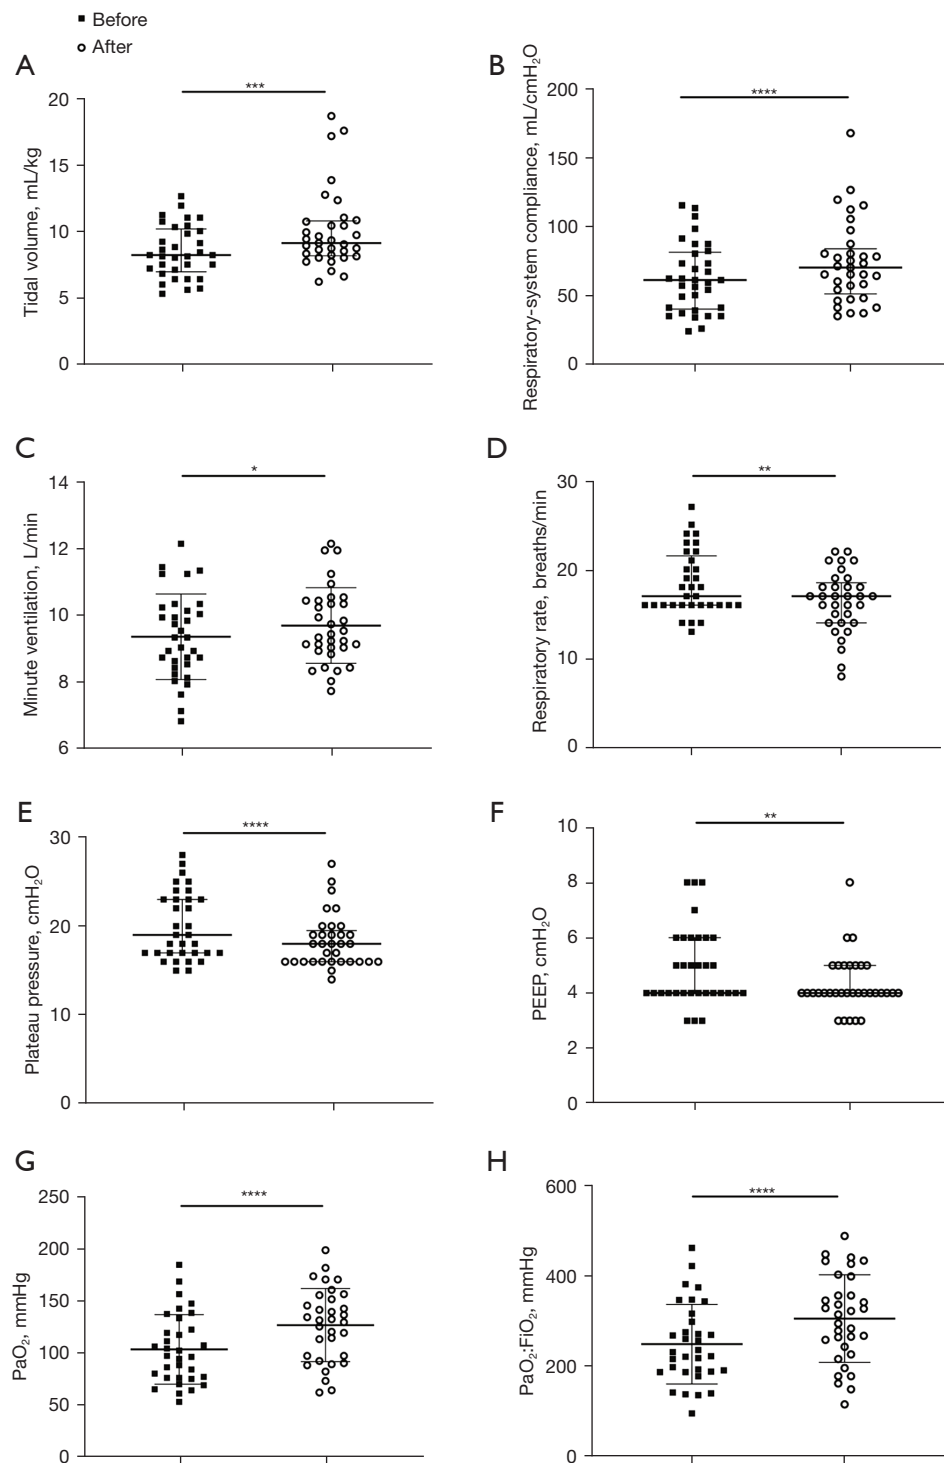 ■ Before
○ After
A
***
Tidal volume, mL/kg
20
15
10
5
0
B
****
Respiratory-system compliance, mL/cmH₂O
200
150
100
50
0
C
*
Minute ventilation, L/min
14
12
10
8
6
D
**
Respiratory rate, breaths/min
30
20
10
0
E
****
Plateau pressure, cmH₂O
30
20
10
0
F
**
PEEP, cmH₂O
10
8
6
4
2
0
G
****
PaO₂, mmHg
250
200
150
100
50
0
H
****
PaO₂:FiO₂, mmHg
600
400
200
0